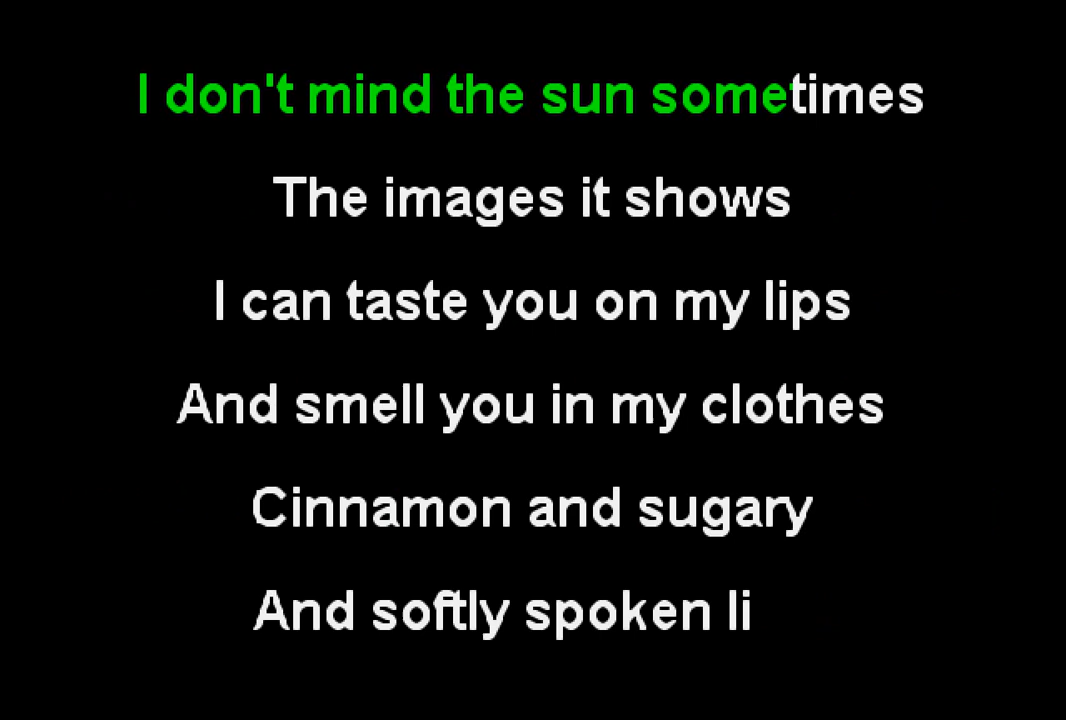 I don't mind the sun sometimes
The images it shows
I can taste you on my lips
And smell you in my clothes
Cinnamon and sugary
And softly spoken li